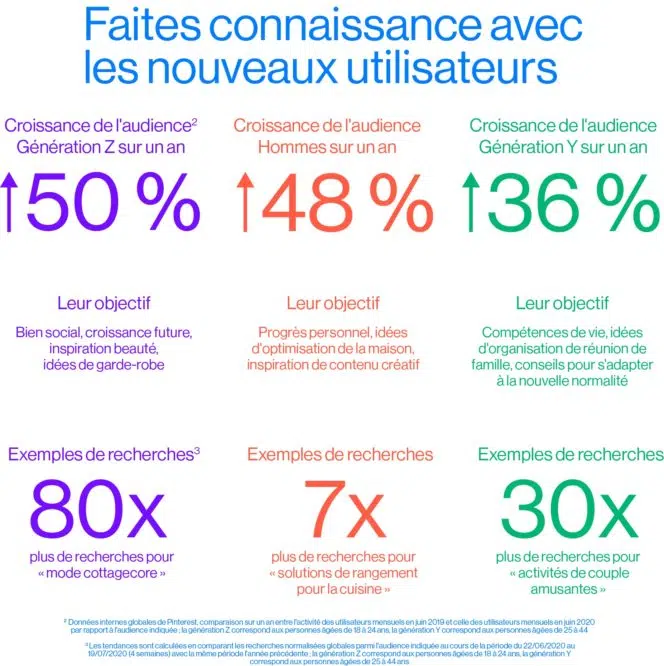 Faites connaissance avec
les nouveaux utilisateurs
Croissance de l'audience²
Génération Z sur un an
↑50 %
Croissance de l'audience
Hommes sur un an
↑48 %
Croissance de l'audience
Génération Y sur un an
↑36 %
Leur objectif
Bien social, croissance future,
inspiration beauté,
idées de garde-robe
Leur objectif
Progrès personnel, idées
d'optimisation de la maison,
inspiration de contenu créatif
Leur objectif
Compétences de vie, idées
d'organisation de réunion de
famille, conseils pour s'adapter
à la nouvelle normalité
Exemples de recherches³
80x
plus de recherches pour
« mode cottagecore »
Exemples de recherches
7x
plus de recherches pour
« solutions de rangement
pour la cuisine »
Exemples de recherches
30x
plus de recherches pour
« activités de couple
amusantes »
² Données internes globales de Pinterest, comparaison sur un an entre l'activité des utilisateurs mensuels en juin 2019 et celle des utilisateurs mensuels en juin 2020
par rapport à l'audience indiquée ; la génération Z correspond aux personnes âgées de 18 à 24 ans, la génération Y correspond aux personnes âgées de 25 à 44
³ Les tendances sont calculées en comparant les recherches normalisées globales parmi l'audience indiquée au cours de la période du 22/06/2020 au
19/07/2020 (4 semaines) avec la même période l'année précédente ; la génération Z correspond aux personnes âgées de 18 à 24 ans, la génération Y
correspond aux personnes âgées de 25 à 44 ans